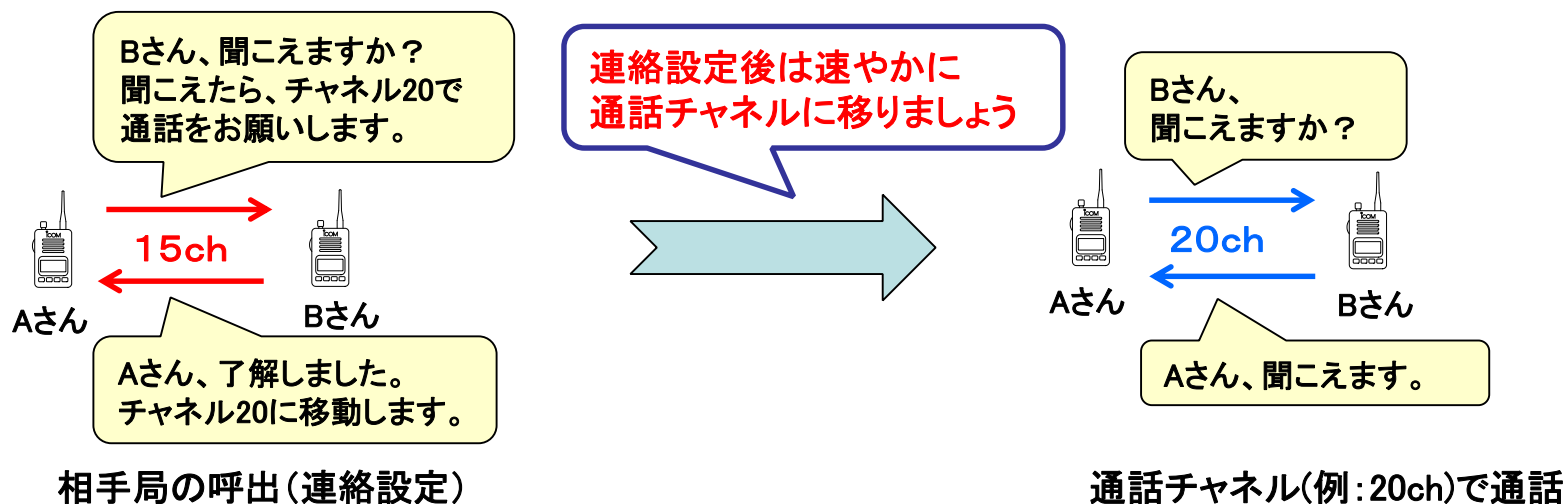 Bさん、聞こえますか？
聞こえたら、チャネル20で
通話をお願いします。
15ch
Aさん
Bさん
Aさん、了解しました。
チャネル20に移動します。
相手局の呼出（連絡設定）
連絡設定後は速やかに
通話チャネルに移りましょう
Bさん、
聞こえますか？
20ch
Aさん
Bさん
Aさん、聞こえます。
通話チャネル(例：20ch)で通話
ICOM
ICOM
ICOM
ICOM